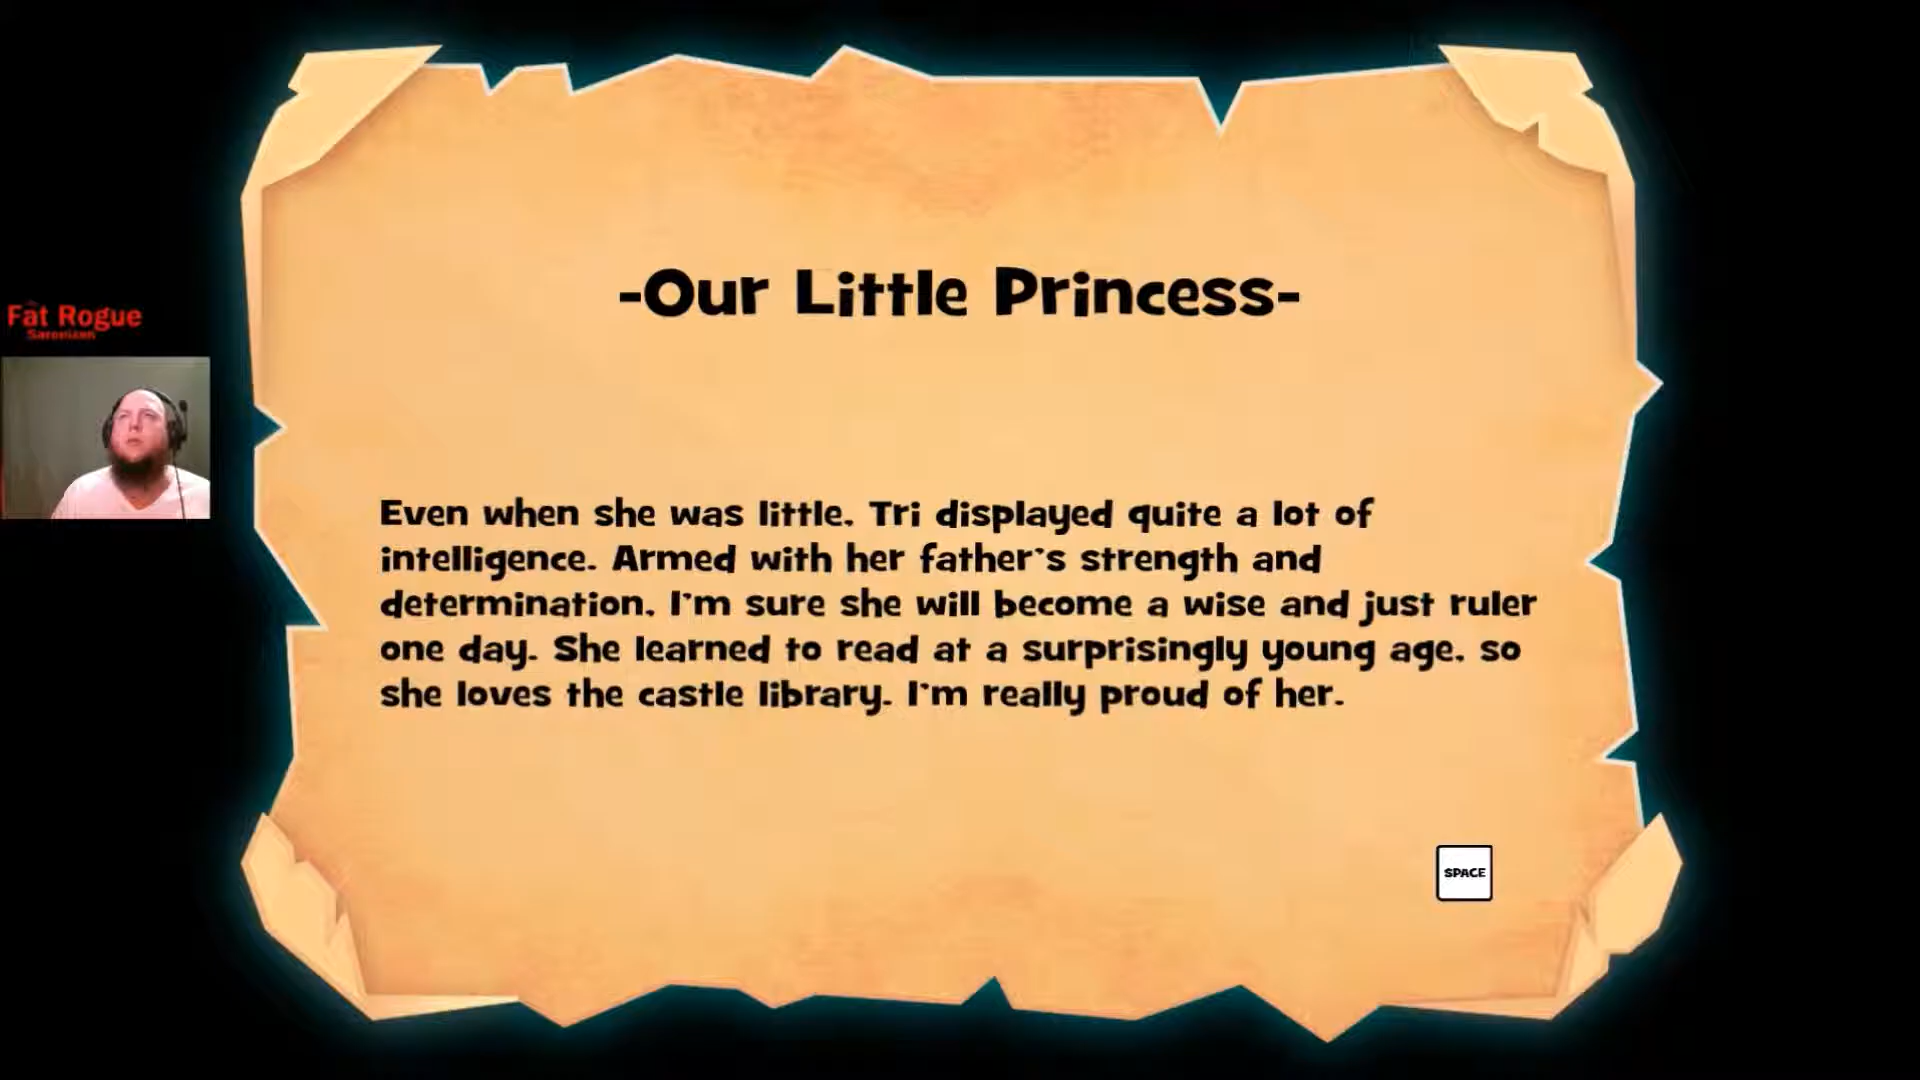 -Our Little Princess-
Fat Rogue
Even when she was little. Tri displayed quite a lot of
intelligence. Armed with her father's strength and
determination. I'm sure she will become a wise and just ruler
one day. She learned to read at a surprisingly young age. so
she loves the castle library. I'm really proud of her.
SPACE